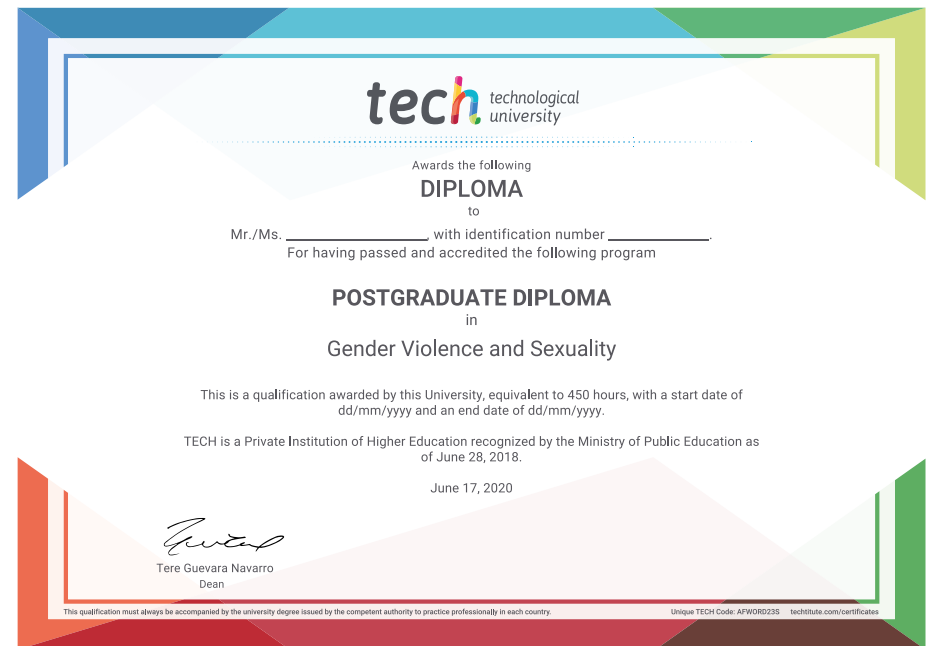 tech technological
university
Awards the following
DIPLOMA
to
Mr./Ms. ____________________, with identification number ______________.
For having passed and accredited the following program
POSTGRADUATE DIPLOMA
in
Gender Violence and Sexuality
This is a qualification awarded by this University, equivalent to 450 hours, with a start date of
dd/mm/yyyy and an end date of dd/mm/yyyy.
TECH is a Private Institution of Higher Education recognized by the Ministry of Public Education as
of June 28, 2018.
June 17, 2020
Tere Guevara Navarro
Dean
This qualification must always be accompanied by the university degree issued by the competent authority to practice professionally in each country.
Unique TECH Code: AFWORD23S techtitute.com/certificates